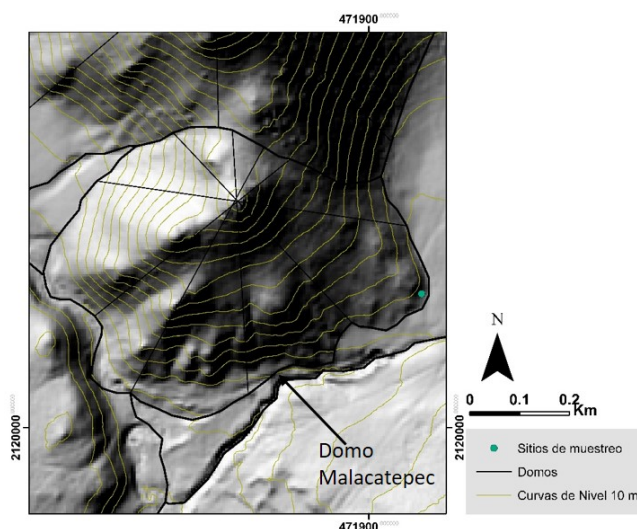 471900
N
0 0.1 0.2
Km
2120000
2120000
Domo
Malacatepec
Sitios de muestreo
Domos
Curvas de Nivel 10 m
471900